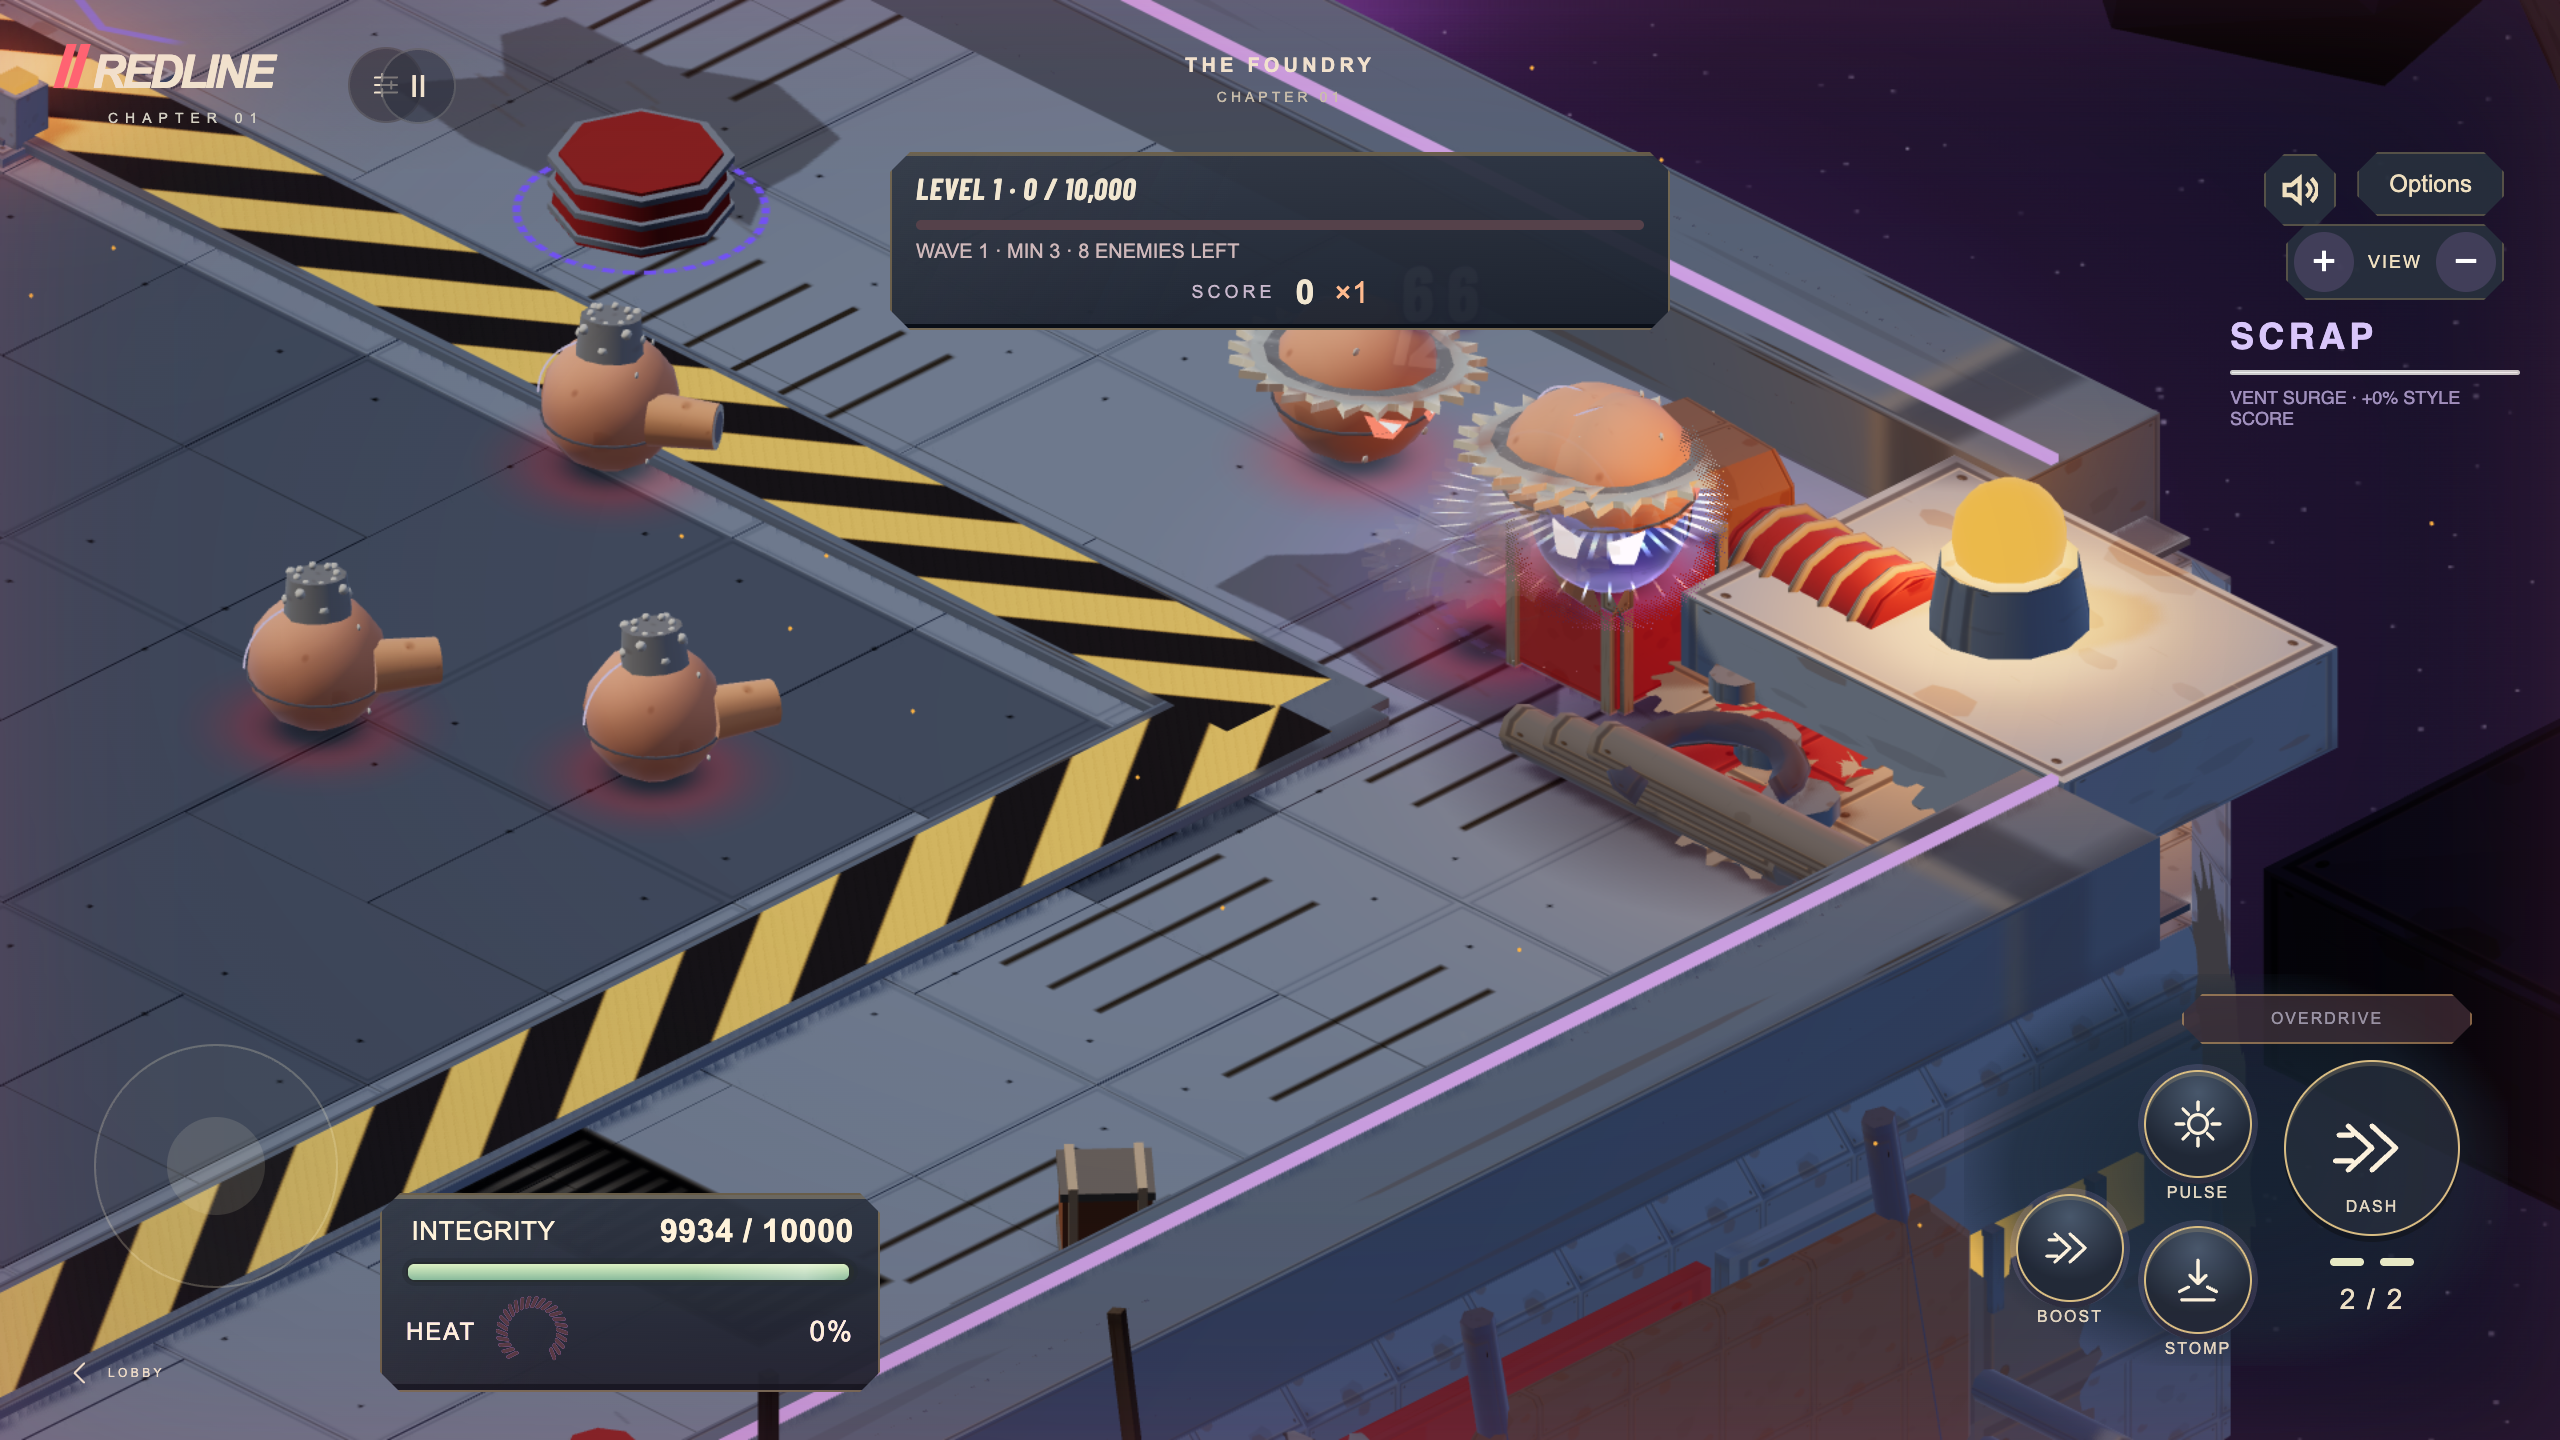 REDLINE
CHAPTER 01
THE FOUNDRY
CHAPTER 01
LEVEL 1 · 0 / 10,000
WAVE 1 · MIN 3 · 8 ENEMIES LEFT
SCORE 0 ×1
66
Options
+ VIEW −
SCRAP
VENT SURGE · +0% STYLE
SCORE
OVERDRIVE
PULSE
DASH
BOOST
2 / 2
STOMP
INTEGRITY 9934 / 10000
HEAT 0%
LOBBY